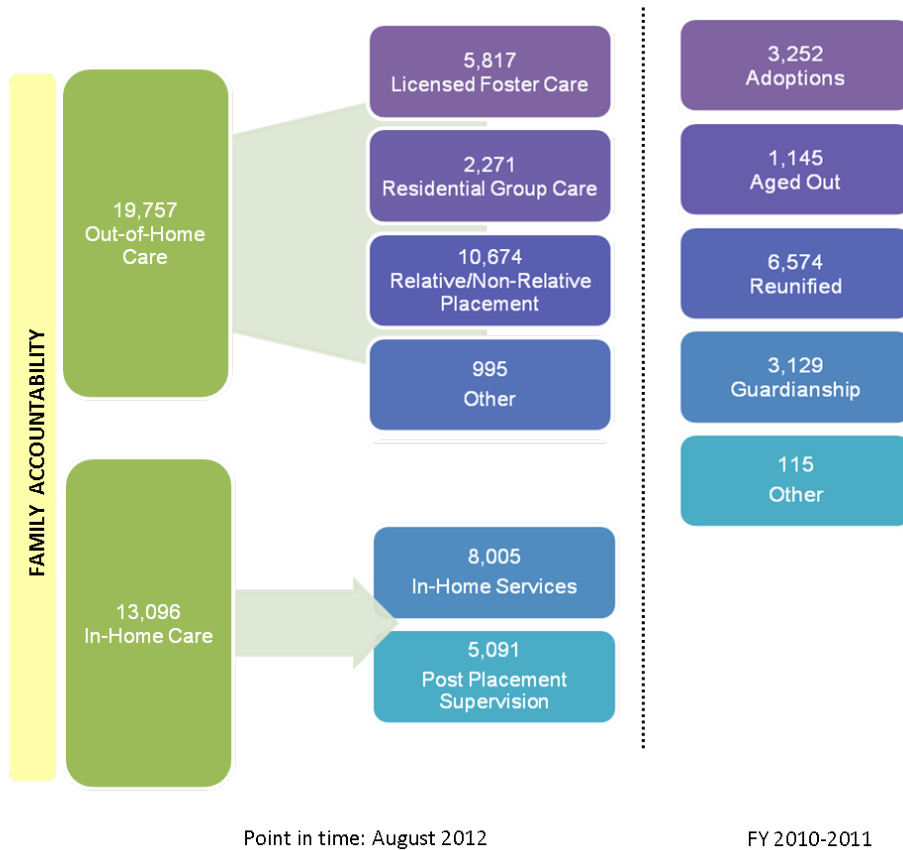 FAMILY ACCOUNTABILITY
19,757
Out-of-Home
Care
5,817
Licensed Foster Care
2,271
Residential Group Care
10,674
Relative/Non-Relative
Placement
995
Other
13,096
In-Home Care
8,005
In-Home Services
5,091
Post Placement
Supervision
3,252
Adoptions
1,145
Aged Out
6,574
Reunified
3,129
Guardianship
115
Other
Point in time: August 2012
FY 2010-2011